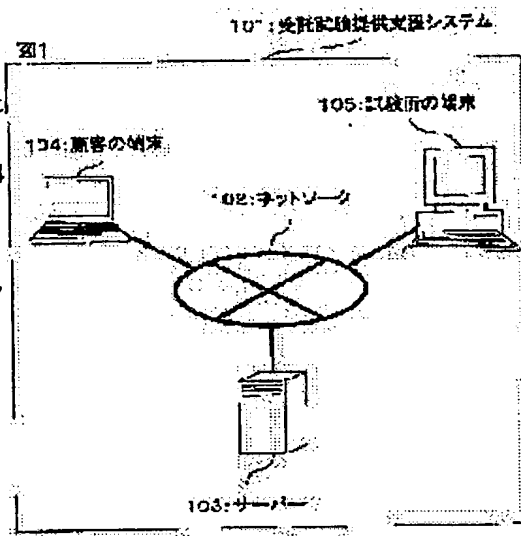 図1
101:受託試験提供支援システム
105:試験所の端末
104:顧客の端末
102:ネットワーク
103:サーバー